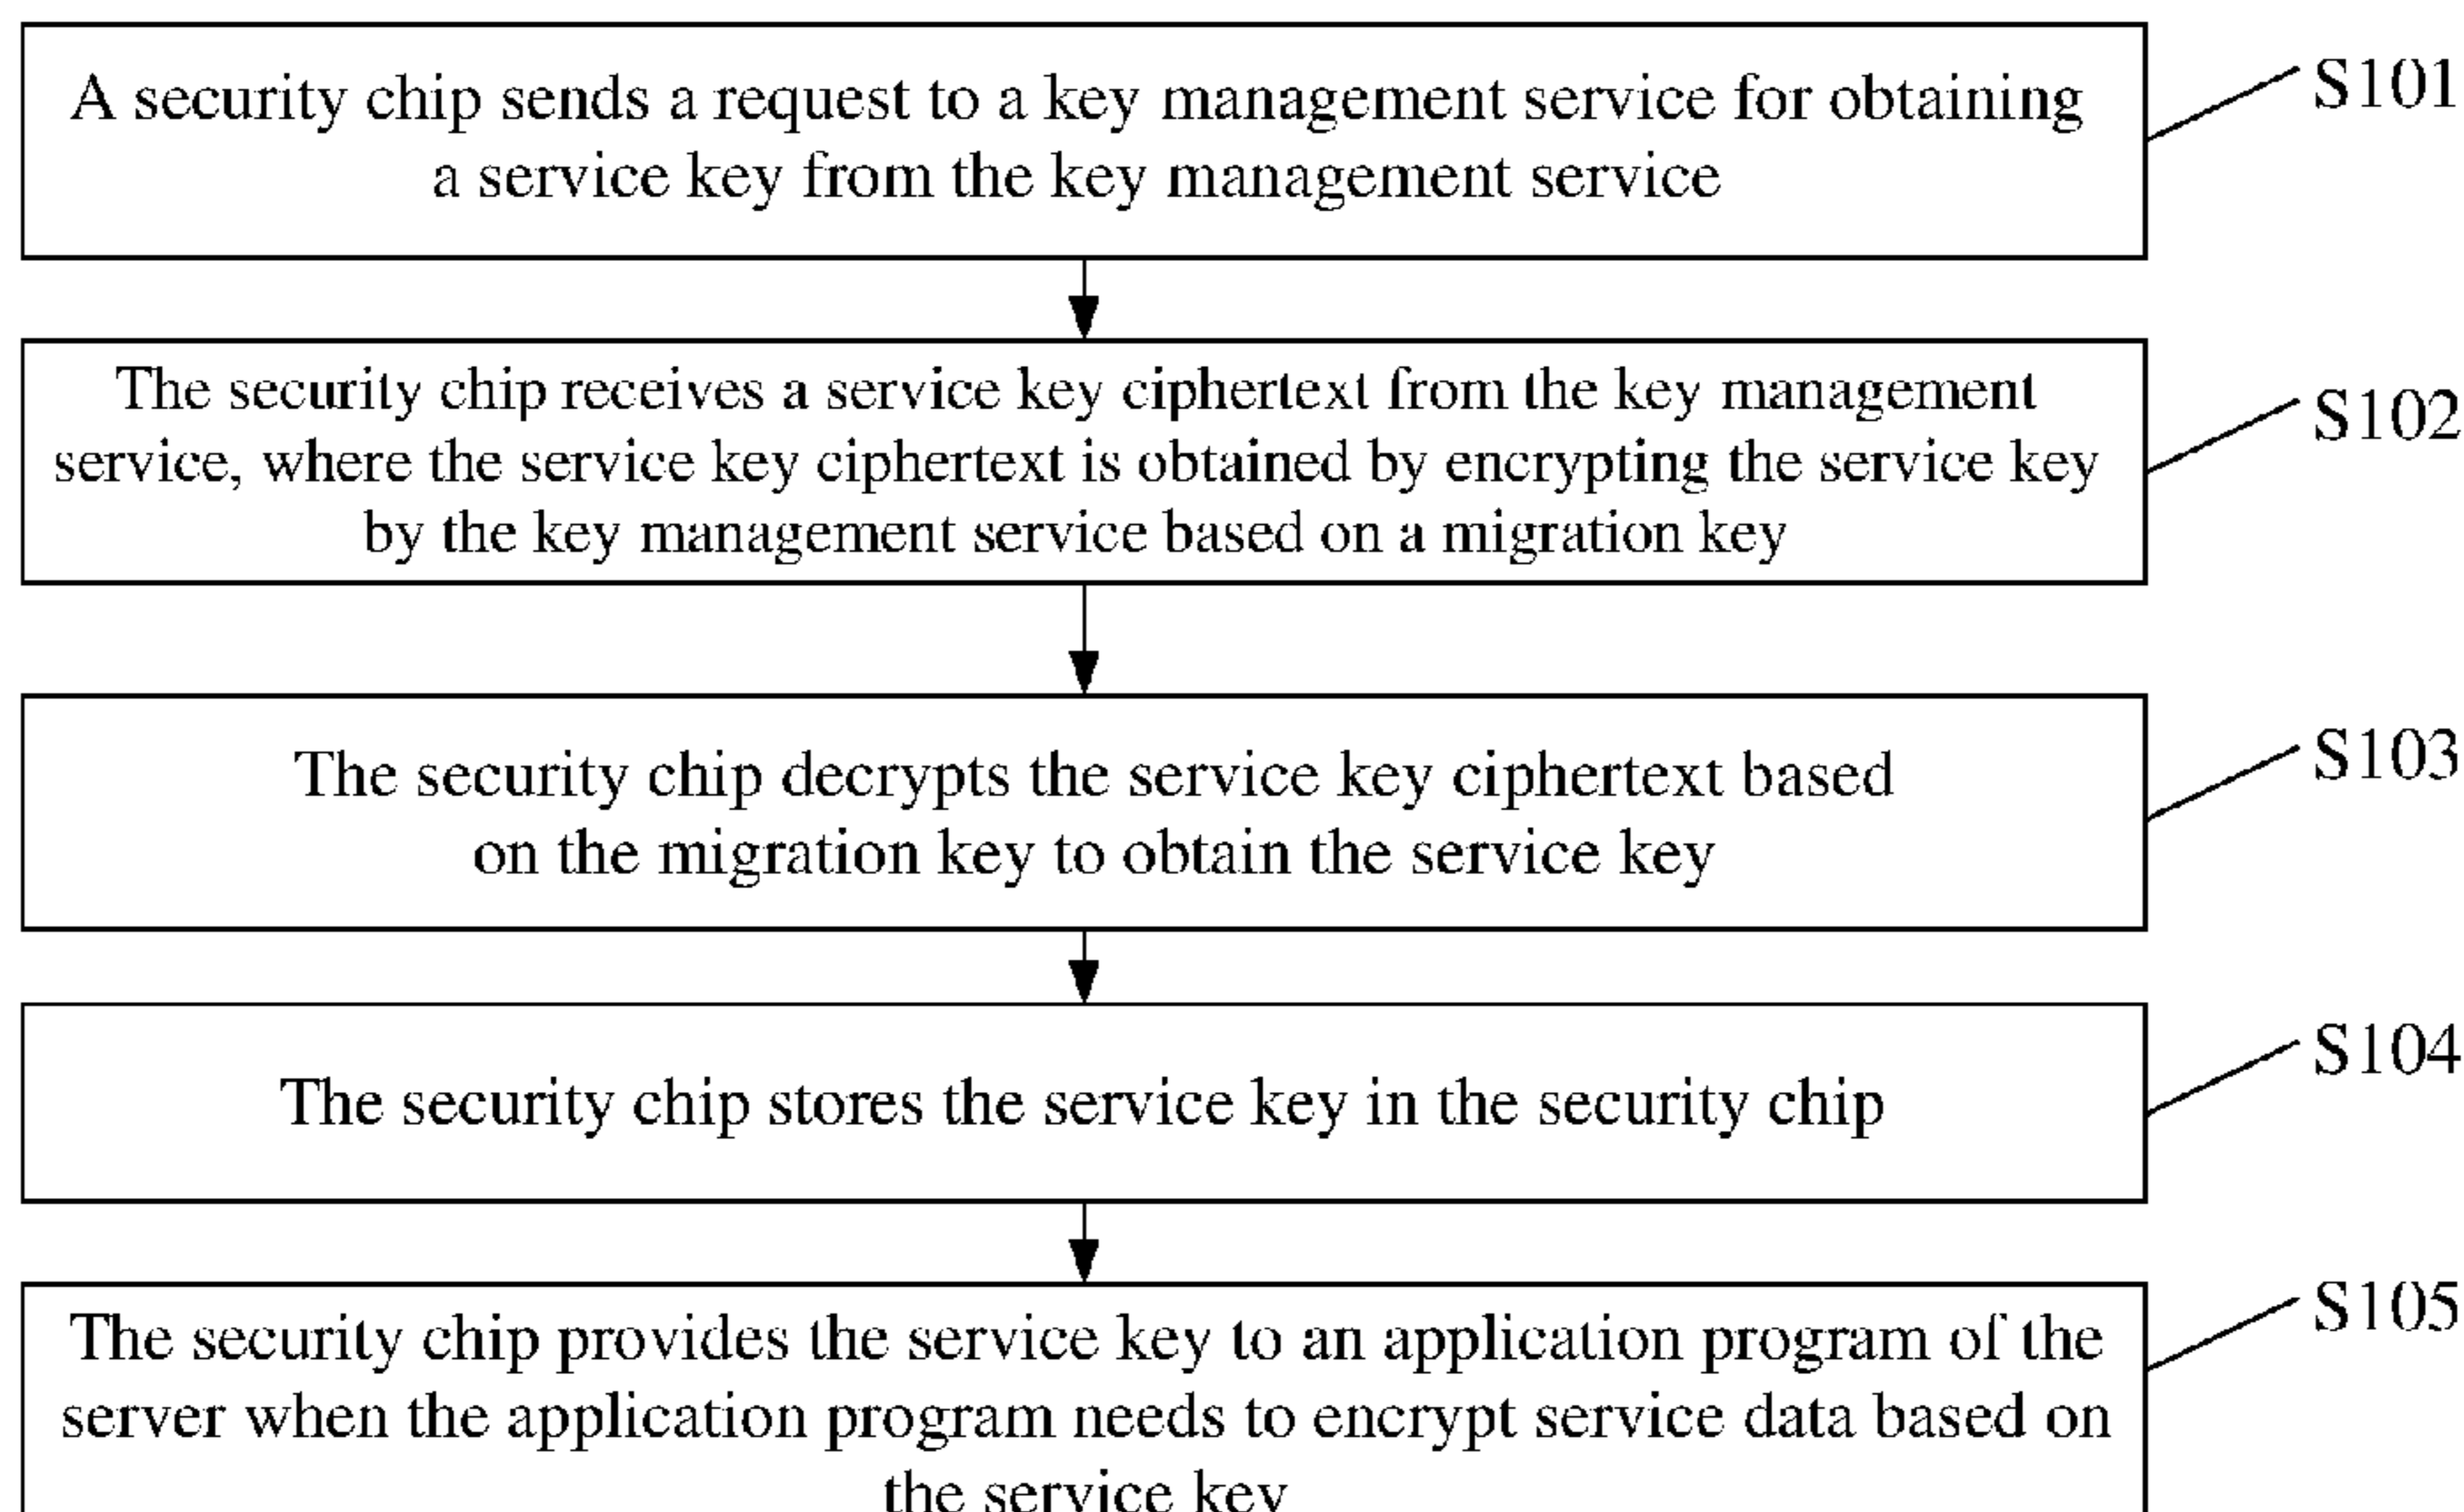 A security chip sends a request to a key management service for obtaining
a service key from the key management service
S101
The security chip receives a service key ciphertext from the key management
service, where the service key ciphertext is obtained by encrypting the service key
by the key management service based on a migration key
S102
The security chip decrypts the service key ciphertext based
on the migration key to obtain the service key
S103
The security chip stores the service key in the security chip
S104
The security chip provides the service key to an application program of the
server when the application program needs to encrypt service data based on
the service key
S105